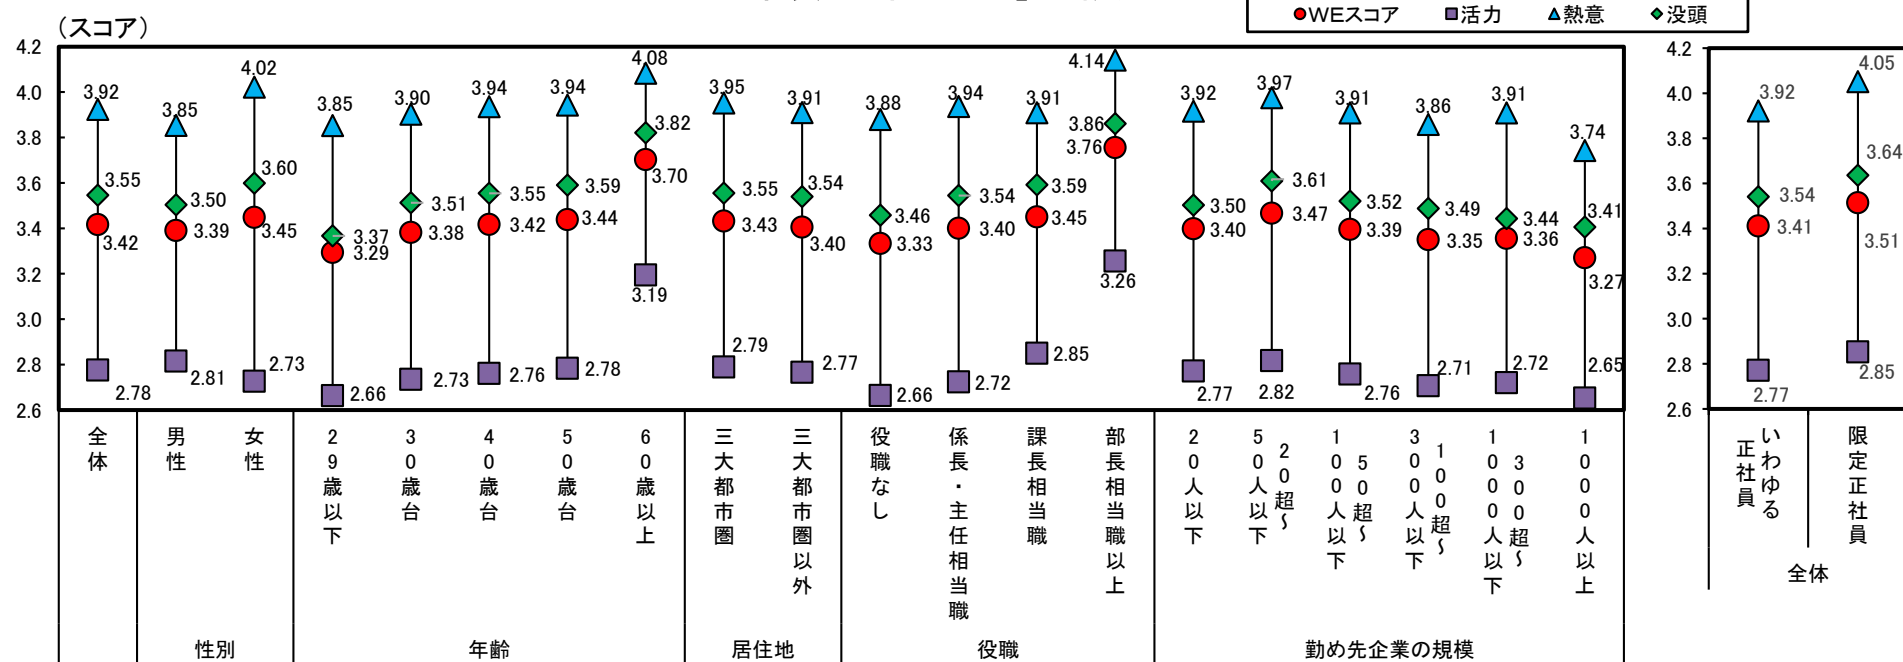 ●WEスコア ■活力 ▲熱意 ◆没頭
(スコア)
4.2
4.0
3.8
3.6
3.4
3.2
3.0
2.8
2.6
3.92 3.85 4.02 3.85 3.90 3.94 3.94 4.08 3.95 3.91 3.88 3.94 3.91 4.14 3.92 3.97 3.91 3.86 3.91 3.74
3.55 3.50 3.60 3.37 3.51 3.55 3.59 3.82 3.55 3.54 3.46 3.54 3.59 3.86 3.50 3.61 3.52 3.49 3.44 3.41
3.42 3.39 3.45 3.29 3.38 3.42 3.44 3.70 3.43 3.40 3.33 3.40 3.45 3.76 3.40 3.47 3.39 3.35 3.36 3.27
2.78 2.81 2.73 2.66 2.73 2.76 2.78 3.19 2.79 2.77 2.66 2.72 2.85 3.26 2.77 2.82 2.76 2.71 2.72 2.65
全体
男性
女性
29歳以下
30歳台
40歳台
50歳台
60歳以上
三大都市圏
三大都市圏以外
役職なし
係長・主任相当職
課長相当職
部長相当職以上
20人以下
20超~
50人以下
50超~
100人以下
100超~
300人以下
300超~
1000人以下
1000人以上
性別
年齢
居住地
役職
勤め先企業の規模
4.2
4.0
3.8
3.6
3.4
3.2
3.0
2.8
2.6
3.92 4.05
3.54 3.64
3.41 3.51
2.77 2.85
いわゆる
正社員
限定正社員
全体